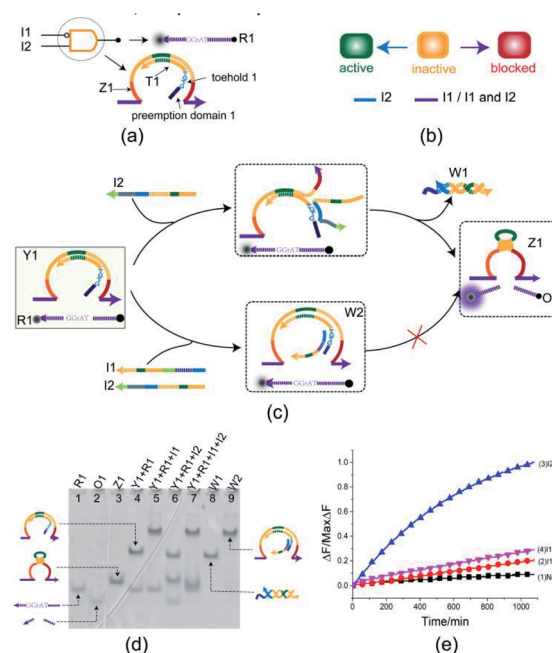 I1
I2
GGrAT
R1
T1
toehold 1
Z1
preemption domain 1
(a)
active
inactive
blocked
I2
I1 / I1 and I2
(b)
I2
W1
GGrAT
Y1
Z1
R1
GGrAT
W2
O
I1
I2
GGrAT
(c)
R1
O1
Z1
Y1+R1
Y1+R1+I1
Y1+R1+I2
Y1+R1+I1+I2
W1
W2
1 2 3 4 5 6 7 8 9
GGrAT
(d)
ΔF/MaxΔF
1.0
0.8
0.6
0.4
0.2
0.0
0 200 400 600 800 1000
Time/min
(3)I2
(4)I1
(2)I1
(1)N
(e)